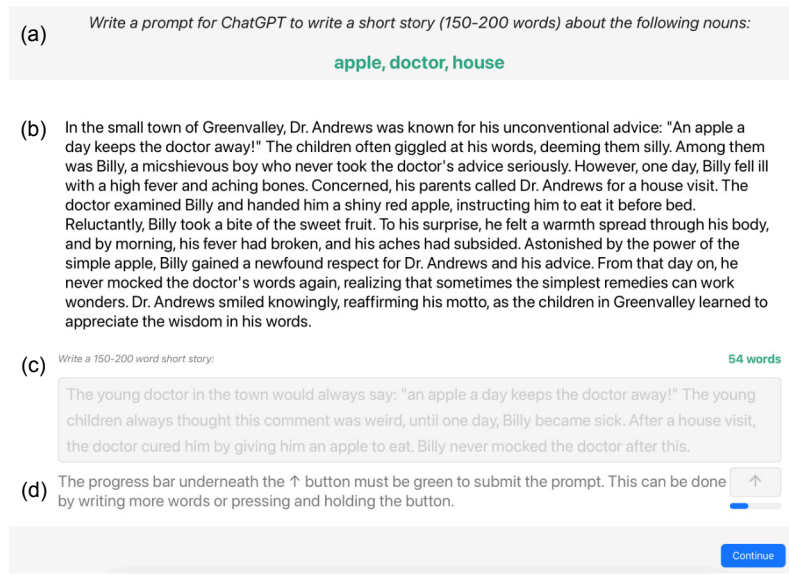 (a)
Write a prompt for ChatGPT to write a short story (150-200 words) about the following nouns:
apple, doctor, house
(b)
In the small town of Greenvalley, Dr. Andrews was known for his unconventional advice: "An apple a
day keeps the doctor away!" The children often giggled at his words, deeming them silly. Among them
was Billy, a micshievous boy who never took the doctor's advice seriously. However, one day, Billy fell ill
with a high fever and aching bones. Concerned, his parents called Dr. Andrews for a house visit. The
doctor examined Billy and handed him a shiny red apple, instructing him to eat it before bed.
Reluctantly, Billy took a bite of the sweet fruit. To his surprise, he felt a warmth spread through his body,
and by morning, his fever had broken, and his aches had subsided. Astonished by the power of the
simple apple, Billy gained a newfound respect for Dr. Andrews and his advice. From that day on, he
never mocked the doctor's words again, realizing that sometimes the simplest remedies can work
wonders. Dr. Andrews smiled knowingly, reaffirming his motto, as the children in Greenvalley learned to
appreciate the wisdom in his words.
(c)
Write a 150-200 word short story:
54 words
The young doctor in the town would always say: "an apple a day keeps the doctor away!" The young
children always thought this comment was weird, until one day, Billy became sick. After a house visit,
the doctor cured him by giving him an apple to eat. Billy never mocked the doctor after this.
(d)
The progress bar underneath the ↑ button must be green to submit the prompt. This can be done
by writing more words or pressing and holding the button.
↑
Continue